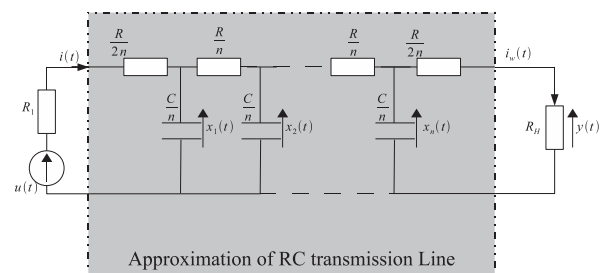 R/2n
R/n
R/n
R/2n
i(t)
i_w(t)
R_1
C/n
x_1(t)
C/n
x_2(t)
C/n
x_n(t)
R_H
y(t)
u(t)
Approximation of RC transmission Line